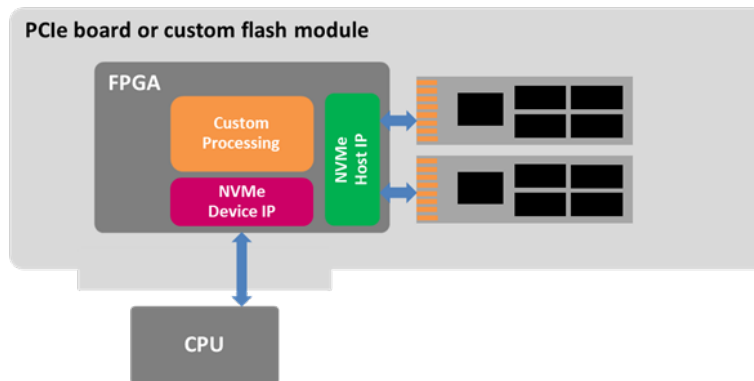 PCIe board or custom flash module
FPGA
Custom
Processing
NVMe
Device IP
NVMe
Host IP
CPU